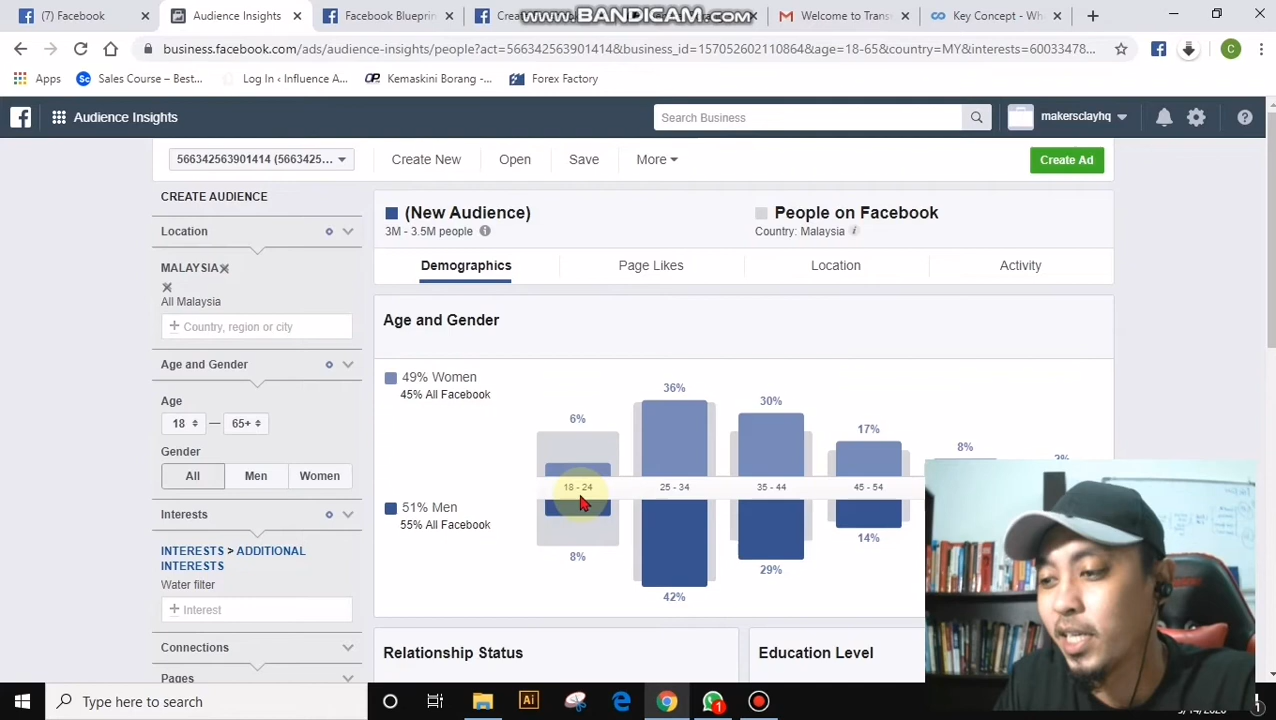 (7) Facebook
Audience Insights
Facebook Blueprin
Crea
www.BANDICAM.com
Welcome to Trans
Key Concept - Wh
business.facebook.com/ads/audience-insights/people?act=566342563901414&business_id=157052602110864&age=18-65&country=MY&interests=60033478...
C
Apps
Sales Course – Best...
Log In ‹ Influence A...
Kemaskini Borang -...
Forex Factory
Audience Insights
Search Business
makersclayhq
566342563901414 (5663425...
Create New
Open
Save
More
Create Ad
CREATE AUDIENCE
(New Audience)
People on Facebook
Location
3M - 3.5M people
Country: Malaysia
MALAYSIA
Demographics
Page Likes
Location
Activity
All Malaysia
Country, region or city
Age and Gender
Age and Gender
49% Women
45% All Facebook
Age
18 — 65+
6%
36%
30%
17%
8%
2%
Gender
All
Men
Women
18 - 24
25 - 34
35 - 44
45 - 54
Interests
51% Men
55% All Facebook
8%
42%
29%
14%
INTERESTS > ADDITIONAL
INTERESTS
Water filter
Interest
Connections
Relationship Status
Education Level
Pages
Type here to search
Ai
1